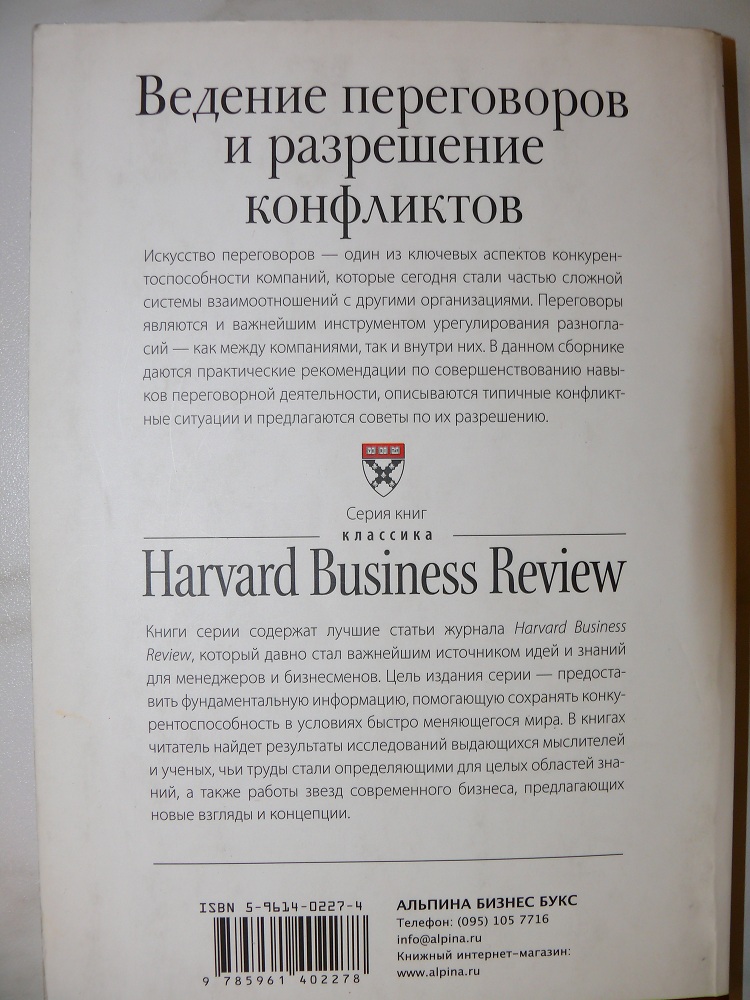 Ведение переговоров
и разрешение
конфликтов
Искусство переговоров — один из ключевых аспектов конкурен-
тоспособности компаний, которые сегодня стали частью сложной
системы взаимоотношений с другими организациями. Переговоры
являются и важнейшим инструментом урегулирования разногла-
сий — как между компаниями, так и внутри них. В данном сборнике
даются практические рекомендации по совершенствованию навы-
ков переговорной деятельности, описываются типичные конфликт-
ные ситуации и предлагаются советы по их разрешению.
Серия книг
классика
Harvard Business Review
Книги серии содержат лучшие статьи журнала Harvard Business
Review, который давно стал важнейшим источником идей и знаний
для менеджеров и бизнесменов. Цель издания серии — предоста-
вить фундаментальную информацию, помогающую сохранять конку-
рентоспособность в условиях быстро меняющегося мира. В книгах
читатель найдет результаты исследований выдающихся мыслителей
и ученых, чьи труды стали определяющими для целых областей зна-
ний, а также работы звезд современного бизнеса, предлагающих
новые взгляды и концепции.
ISBN 5-9614-0227-4
9 785961 402278
АЛЬПИНА БИЗНЕС БУКС
Телефон: (095) 105 7716
info@alpina.ru
Книжный интернет-магазин:
www.alpina.ru